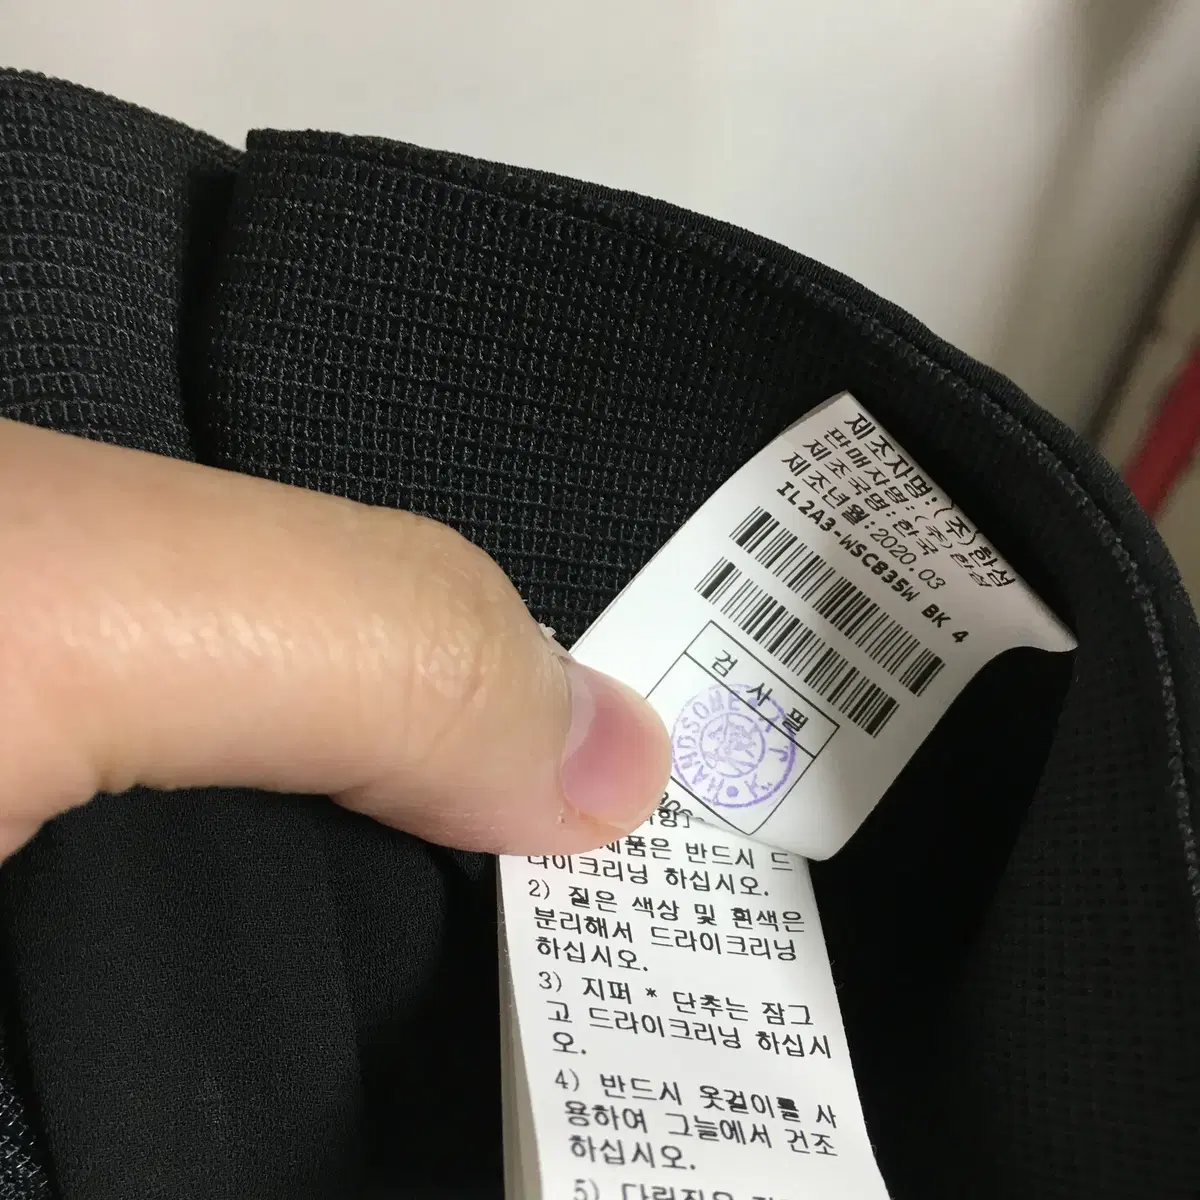 제조자명:(주)한섬
판매자명:(주)한섬
제조국명:한국
제조년월:2020.03
IL2A3-WSC835W BK 4
검사필
HANDSOME
항]
제품은 반드시 드
라이크리닝 하십시오.
2) 짙은 색상 및 흰색은
분리해서 드라이크리닝
하십시오.
3) 지퍼 * 단추는 잠그
고 드라이크리닝 하십시
오.
4) 반드시 옷걸이를 사
용하여 그늘에서 건조
하십시오.
5)